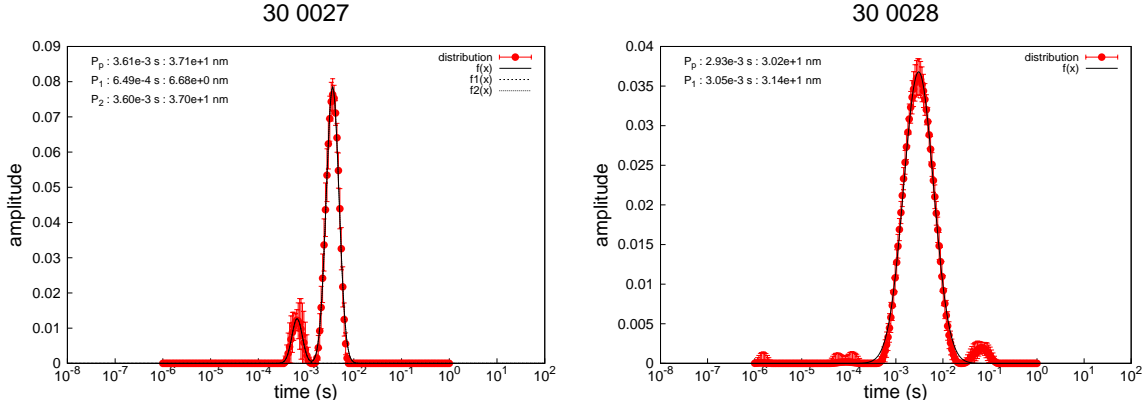 30 0027
P_p : 3.61e-3 s : 3.71e+1 nm
P_1 : 6.49e-4 s : 6.68e+0 nm
P_2 : 3.60e-3 s : 3.70e+1 nm
distribution
f(x)
f1(x)
f2(x)
amplitude
0.09
0.08
0.07
0.06
0.05
0.04
0.03
0.02
0.01
0
10^-8 10^-7 10^-6 10^-5 10^-4 10^-3 10^-2 10^-1 10^0 10^1 10^2
time (s)
30 0028
P_p : 2.93e-3 s : 3.02e+1 nm
P_1 : 3.05e-3 s : 3.14e+1 nm
distribution
f(x)
amplitude
0.04
0.035
0.03
0.025
0.02
0.015
0.01
0.005
0
10^-8 10^-7 10^-6 10^-5 10^-4 10^-3 10^-2 10^-1 10^0 10^1 10^2
time (s)